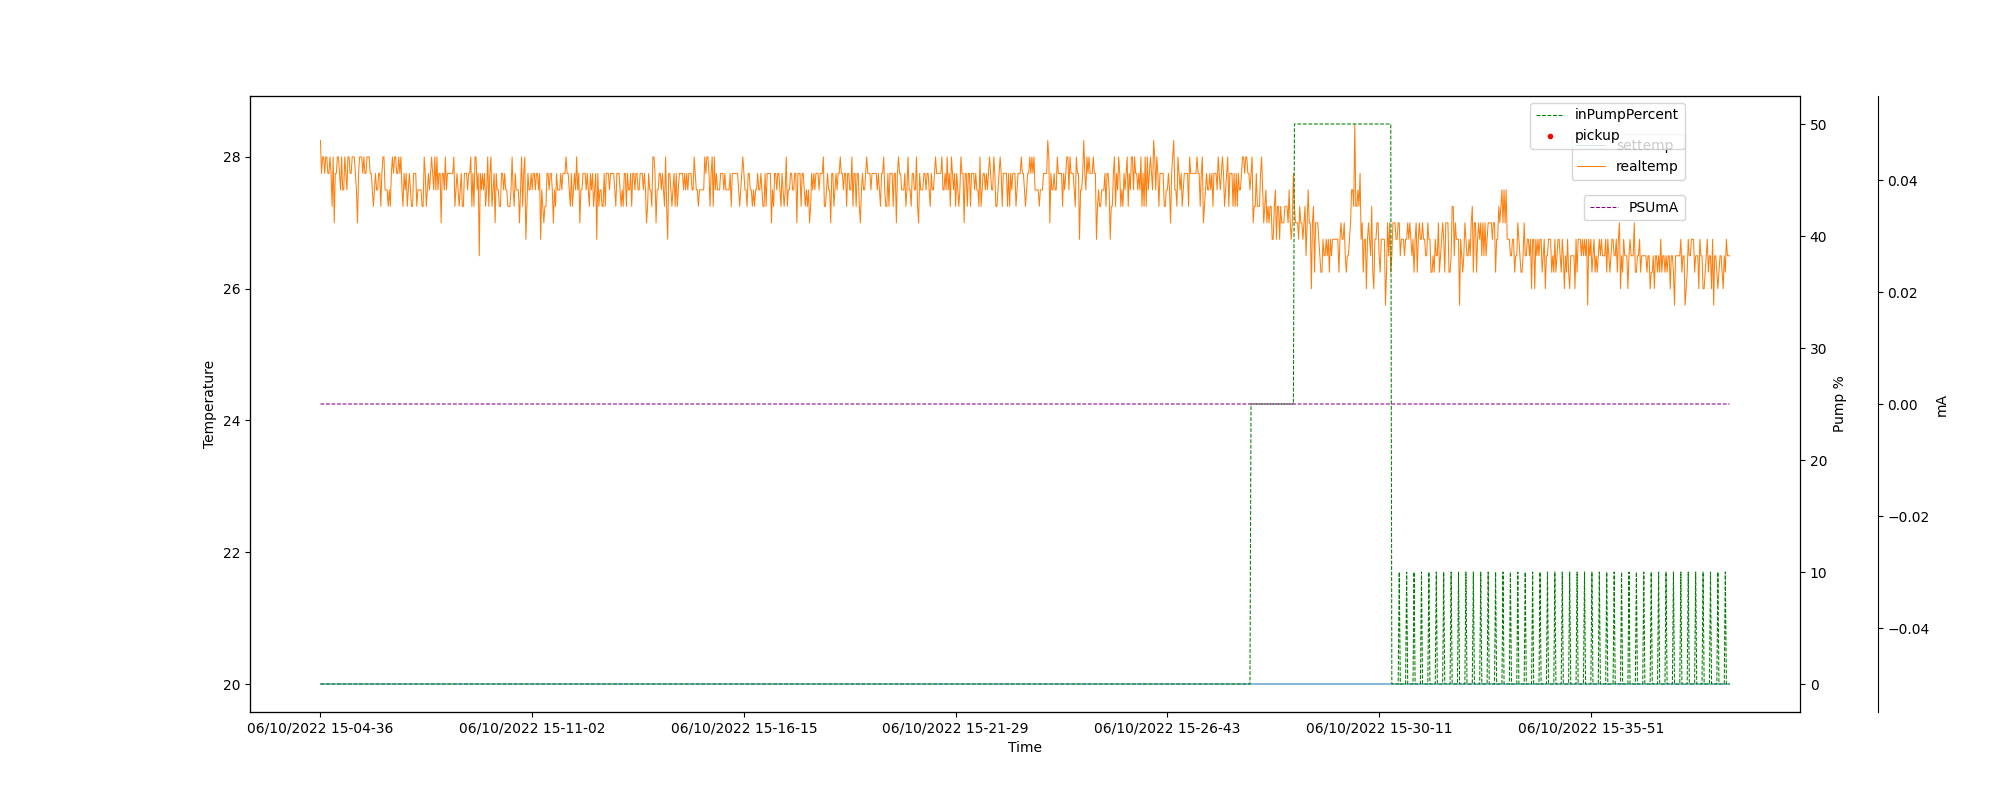 inPumpPercent
pickup
settemp
realtemp
PSUmA
28
26
24
22
20
Temperature
50
40
30
20
10
0
Pump %
0.04
0.02
0.00
−0.02
−0.04
mA
06/10/2022 15-04-36
06/10/2022 15-11-02
06/10/2022 15-16-15
06/10/2022 15-21-29
06/10/2022 15-26-43
06/10/2022 15-30-11
06/10/2022 15-35-51
Time